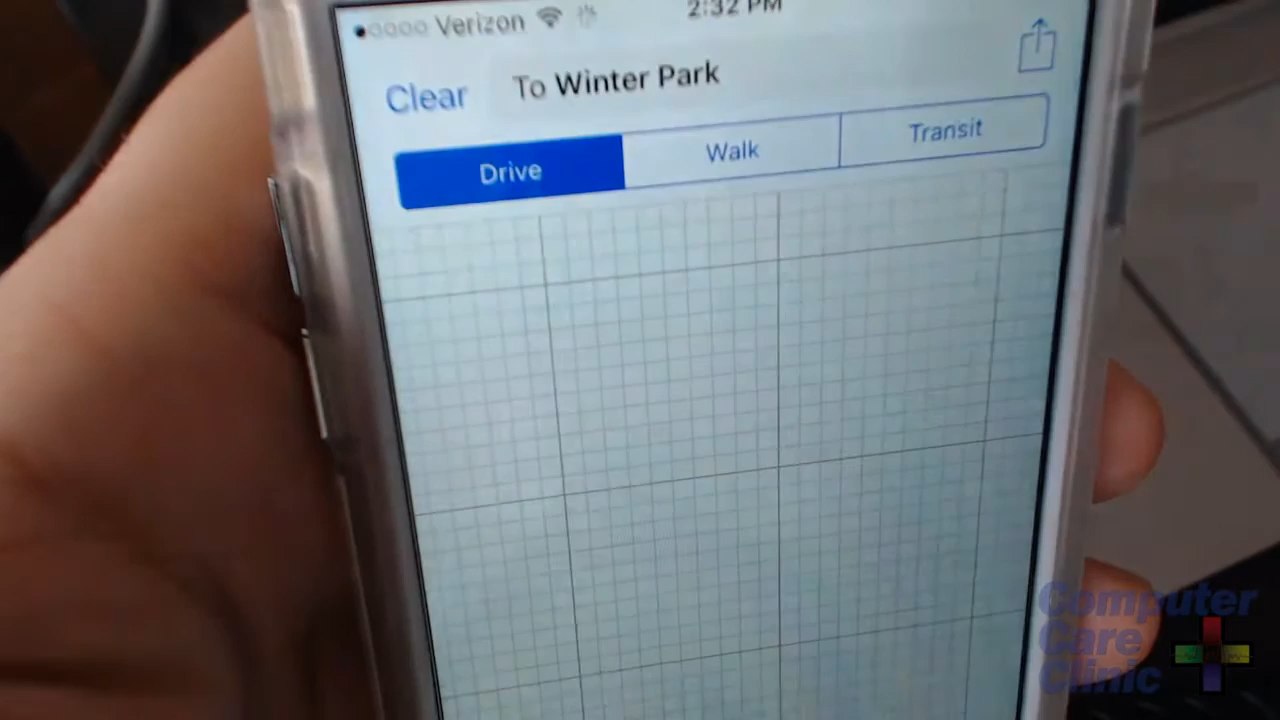 Verizon 2:32 PM
Clear To Winter Park
Drive Walk Transit
Computer
Care
Clinic